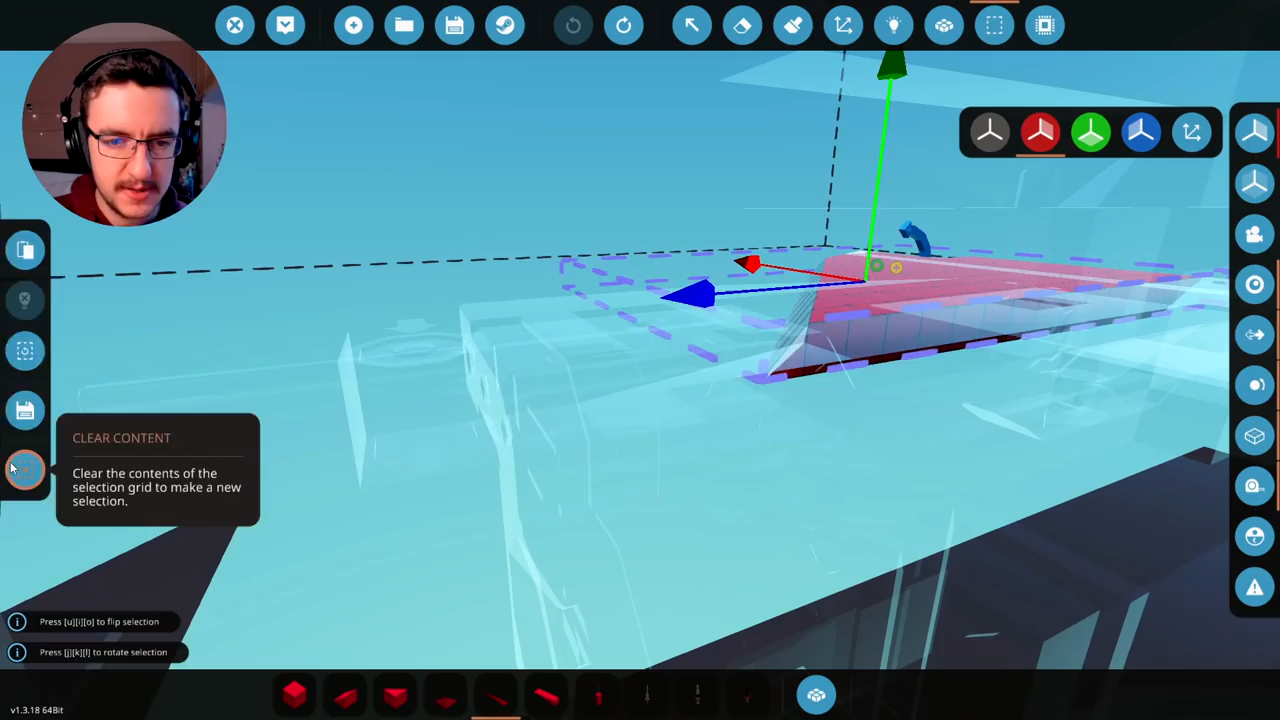 CLEAR CONTENT
Clear the contents of the
selection grid to make a new
selection.
Press [u][i][o] to flip selection
Press [j][k][l] to rotate selection
v1.3.18 64Bit